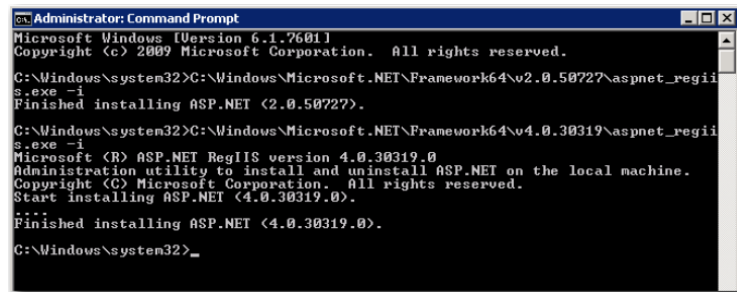 Administrator: Command Prompt
Microsoft Windows [Version 6.1.7601]
Copyright (c) 2009 Microsoft Corporation.  All rights reserved.
C:\Windows\system32>C:\Windows\Microsoft.NET\Framework64\v2.0.50727\aspnet_regii
s.exe -i
Finished installing ASP.NET (2.0.50727).
C:\Windows\system32>C:\Windows\Microsoft.NET\Framework64\v4.0.30319\aspnet_regii
s.exe -i
Microsoft (R) ASP.NET RegIIS version 4.0.30319.0
Administration utility to install and uninstall ASP.NET on the local machine.
Copyright (C) Microsoft Corporation.  All rights reserved.
Start installing ASP.NET (4.0.30319.0).
....
Finished installing ASP.NET (4.0.30319.0).
C:\Windows\system32>_